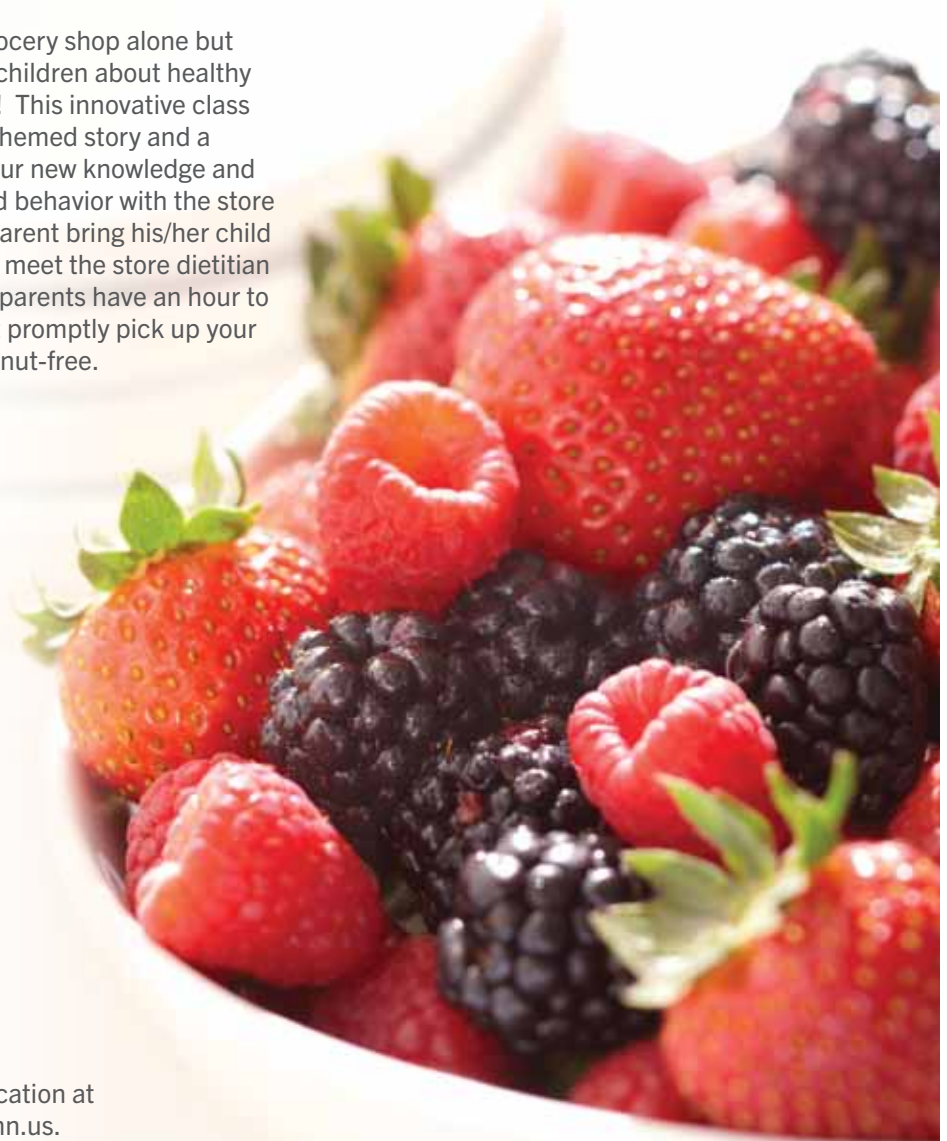 ocery shop alone but
children about healthy
! This innovative class
hemed story and a
ur new knowledge and
d behavior with the store
arent bring his/her child
meet the store dietitian
parents have an hour to
promptly pick up your
nut-free.
cation at
nn.us.